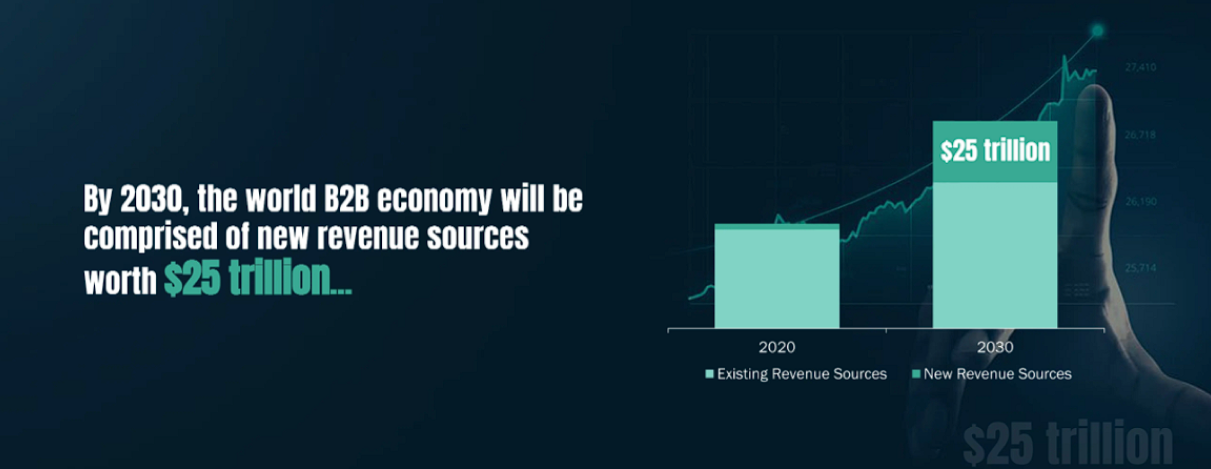 By 2030, the world B2B economy will be
comprised of new revenue sources
worth $25 trillion...
27,410
26,718
26,190
25,714
$25 trillion
2020
2030
Existing Revenue Sources
New Revenue Sources
$25 trillion